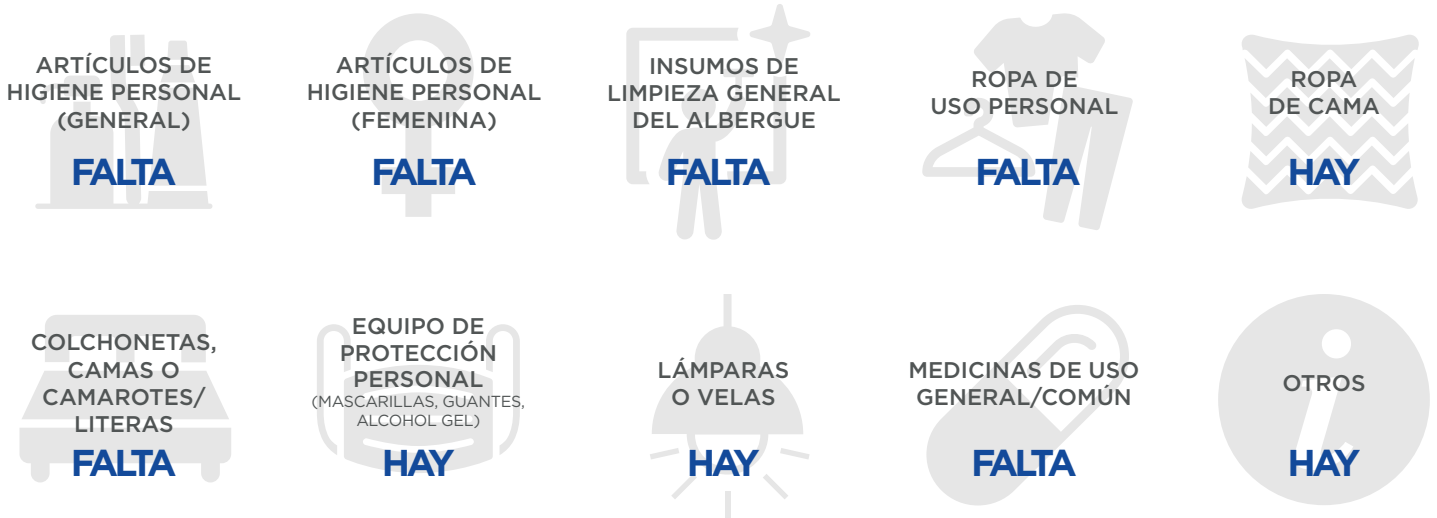 ARTÍCULOS DE
HIGIENE PERSONAL
(GENERAL)
FALTA
ARTÍCULOS DE
HIGIENE PERSONAL
(FEMENINA)
FALTA
INSUMOS DE
LIMPIEZA GENERAL
DEL ALBERGUE
FALTA
ROPA DE
USO PERSONAL
FALTA
ROPA
DE CAMA
HAY
COLCHONETAS,
CAMAS O
CAMAROTES/
LITERAS
FALTA
EQUIPO DE
PROTECCIÓN
PERSONAL
(MASCARILLAS, GUANTES,
ALCOHOL GEL)
HAY
LÁMPARAS
O VELAS
HAY
MEDICINAS DE USO
GENERAL/COMÚN
FALTA
OTROS
HAY